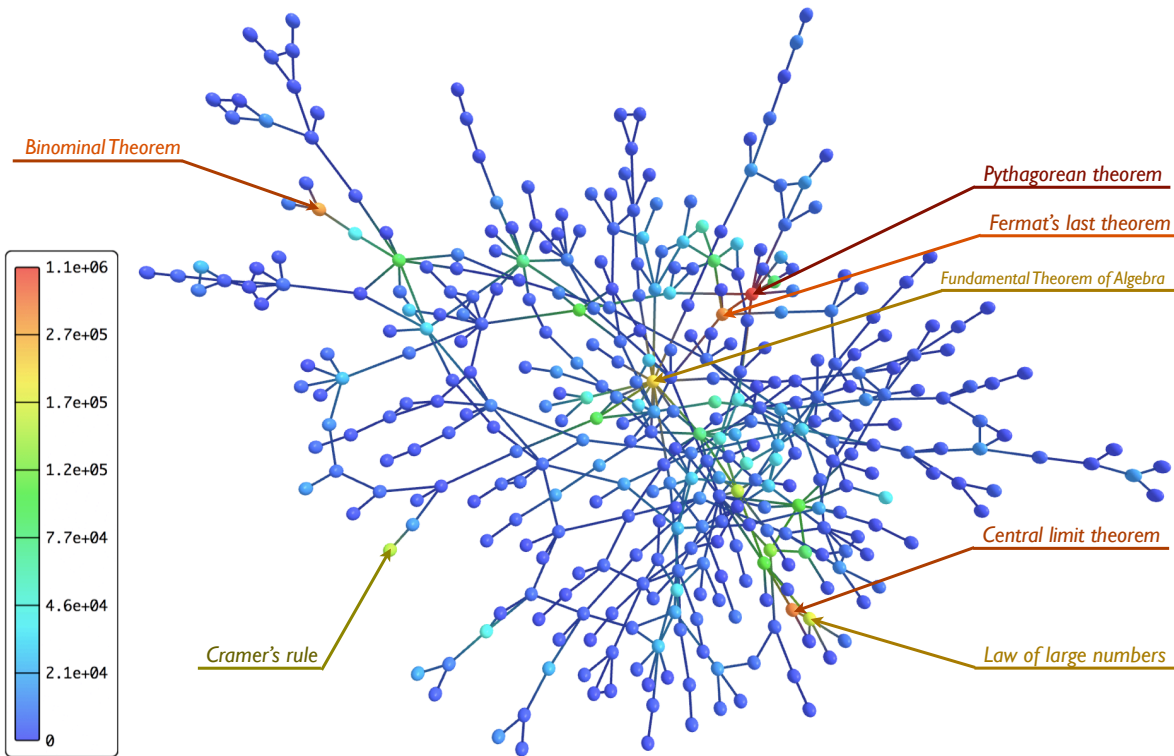 Binominal Theorem
Pythagorean theorem
Fermat's last theorem
Fundamental Theorem of Algebra
1.1e+06
2.7e+05
1.7e+05
1.2e+05
7.7e+04
4.6e+04
2.1e+04
0
Central limit theorem
Cramer's rule
Law of large numbers